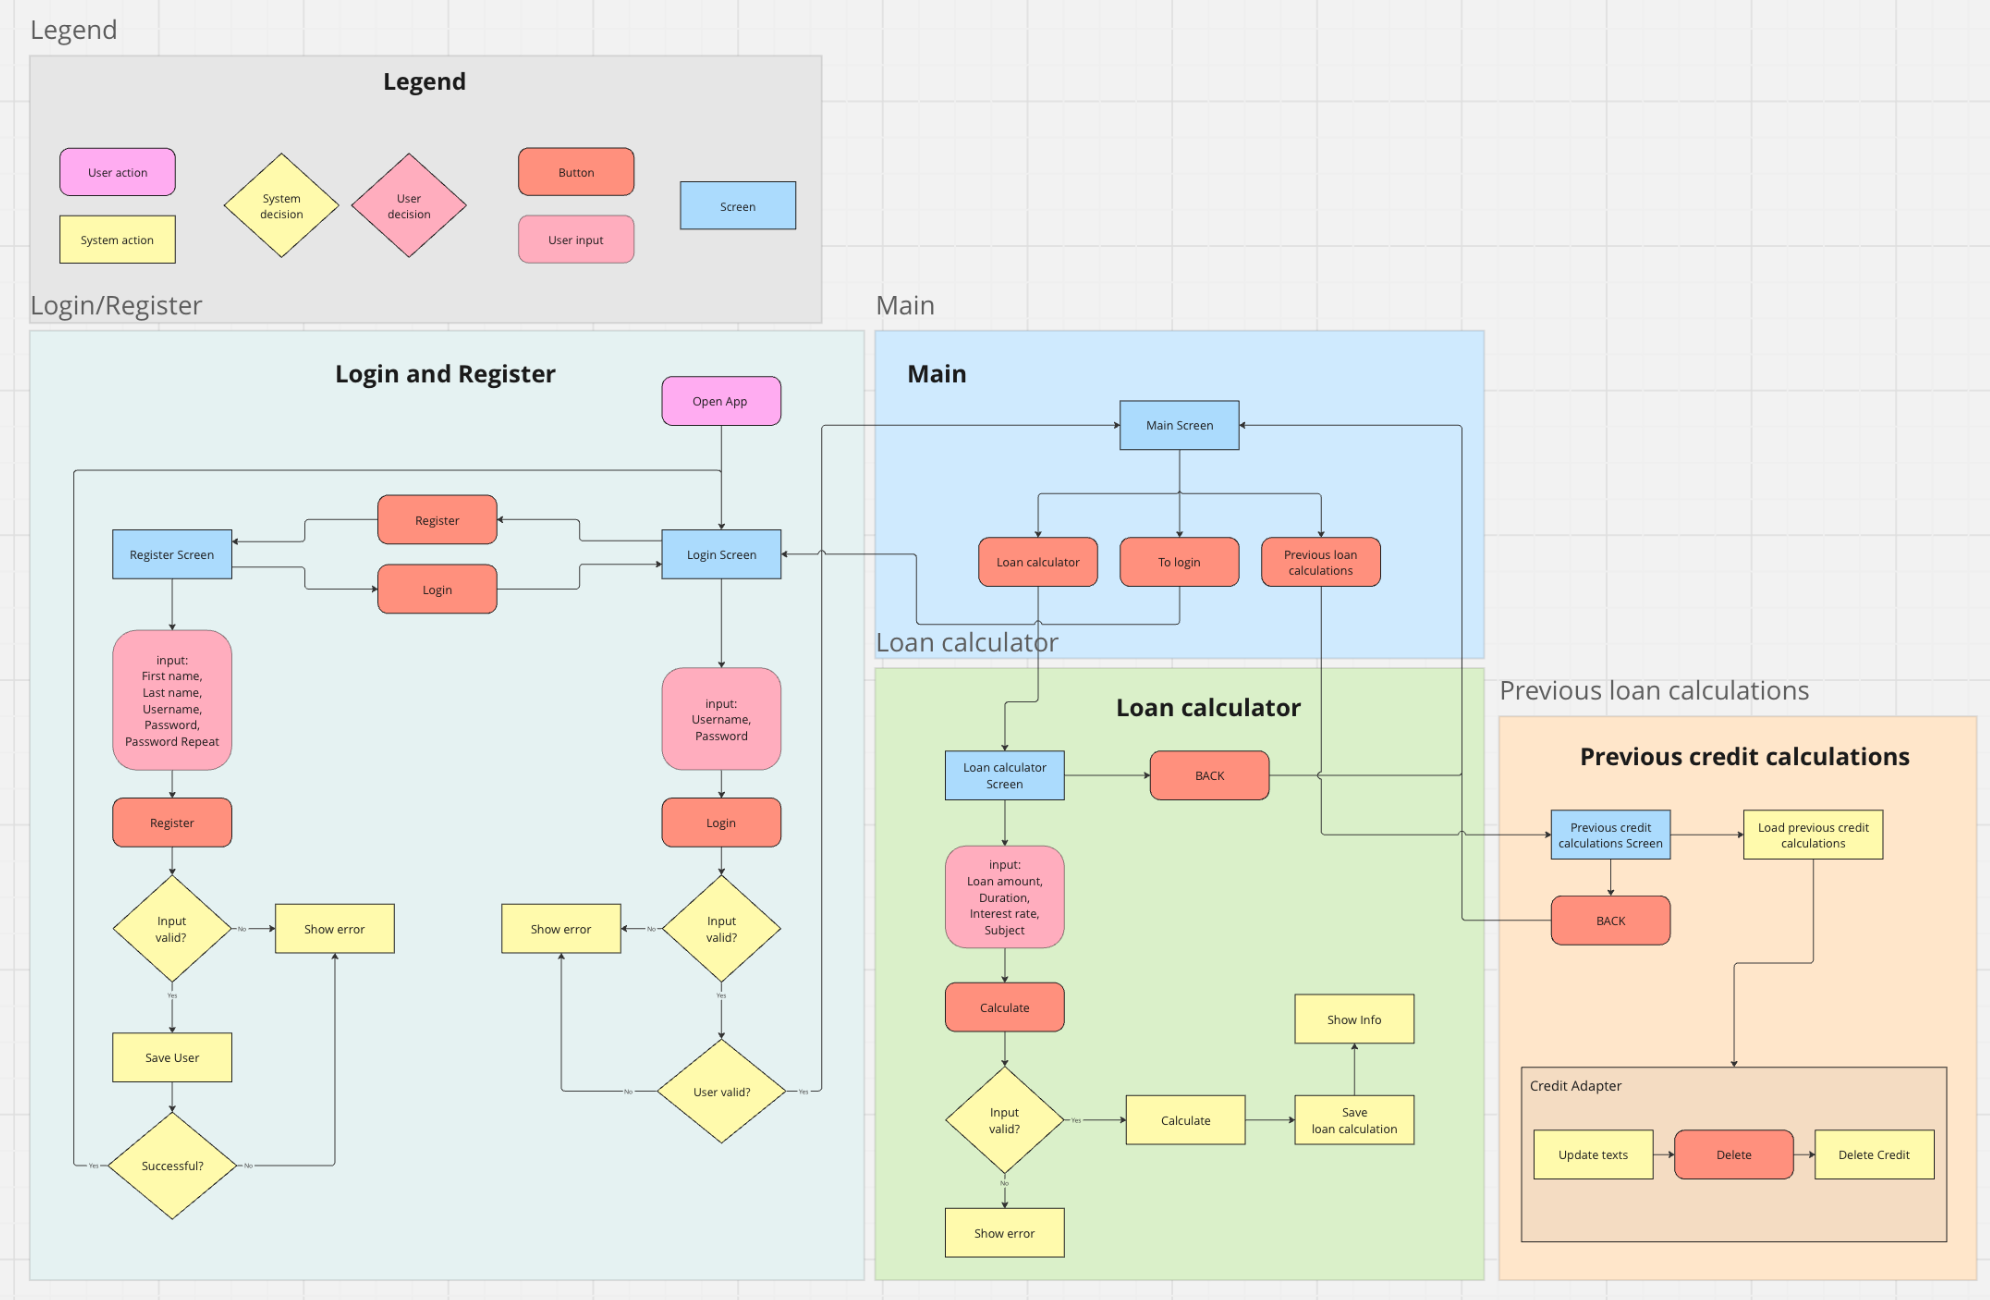 Legend
Legend
User action
System
decision
User
decision
Button
Screen
System action
User input
Login/Register
Login and Register
Open App
Register
Register Screen
Login Screen
Login
input:
First name,
Last name,
Username,
Password,
Password Repeat
input:
Username,
Password
Register
Login
Input
valid?
No
Show error
Show error
No
Input
valid?
Yes
Yes
Save User
User valid?
No
Yes
Successful?
Yes
No
Main
Main
Main Screen
Loan calculator
To login
Previous loan
calculations
Loan calculator
Loan calculator
Loan calculator
Screen
BACK
input:
Loan amount,
Duration,
Interest rate,
Subject
Calculate
Show Info
Input
valid?
Yes
Calculate
Save
loan calculation
No
Show error
Previous loan calculations
Previous credit calculations
Previous credit
calculations Screen
Load previous credit
calculations
BACK
Credit Adapter
Update texts
Delete
Delete Credit